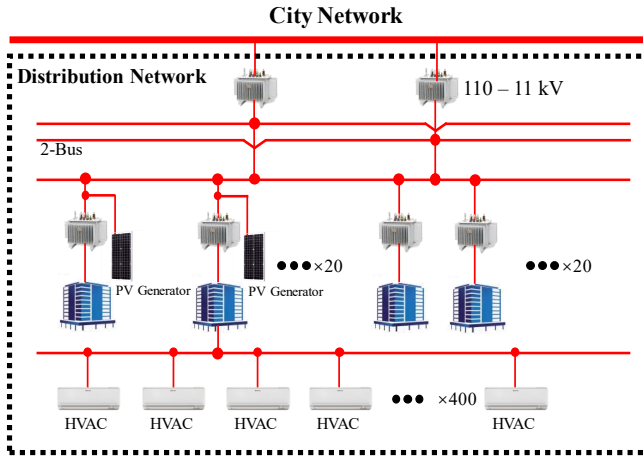 City Network
Distribution Network
110 – 11 kV
2-Bus
●●●×20
●●●×20
PV Generator
PV Generator
●●● ×400
HVAC
HVAC
HVAC
HVAC
HVAC